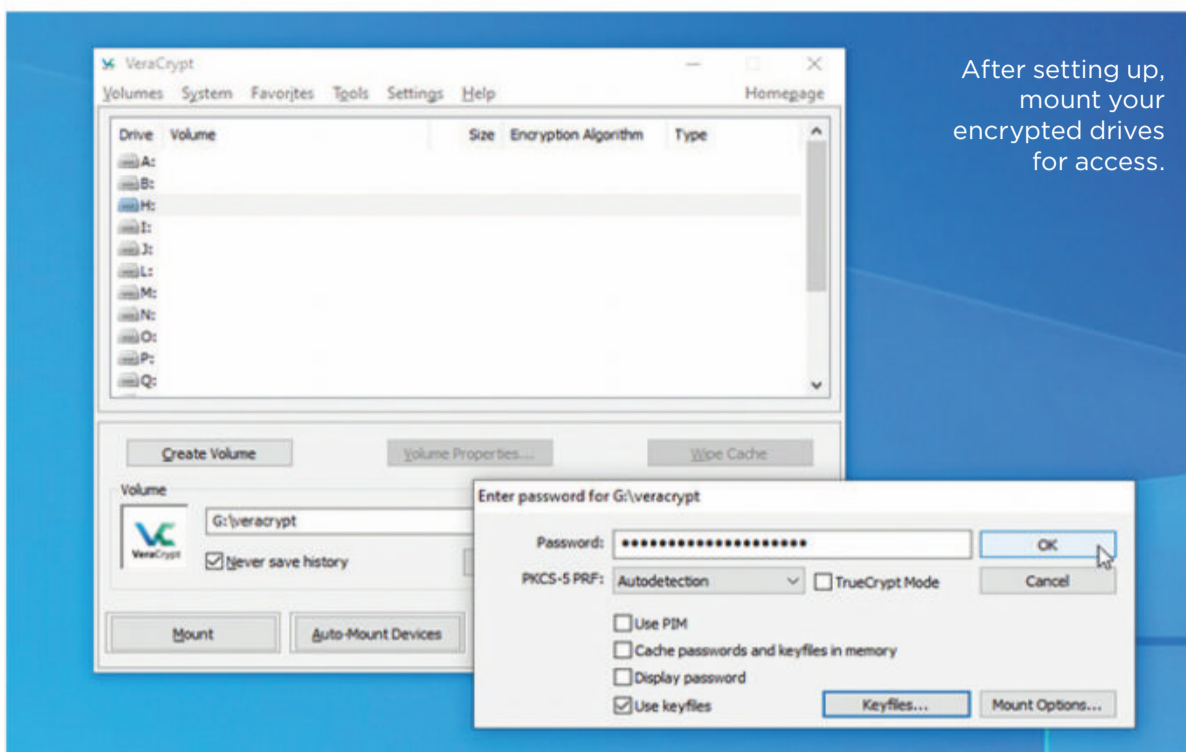 VeraCrypt
Volumes System Favorites Tools Settings Help Homepage
Drive Volume Size Encryption Algorithm Type
A:
B:
H:
I:
J:
L:
M:
N:
O:
P:
Q:
Create Volume Volume Properties... Wipe Cache
Volume
G:\veracrypt
VeraCrypt
Never save history
Mount Auto-Mount Devices
Enter password for G:\veracrypt
Password: OK
PKCS-5 PRF: Autodetection TrueCrypt Mode Cancel
Use PIM
Cache passwords and keyfiles in memory
Display password
Use keyfiles Keyfiles... Mount Options...
After setting up,
mount your
encrypted drives
for access.